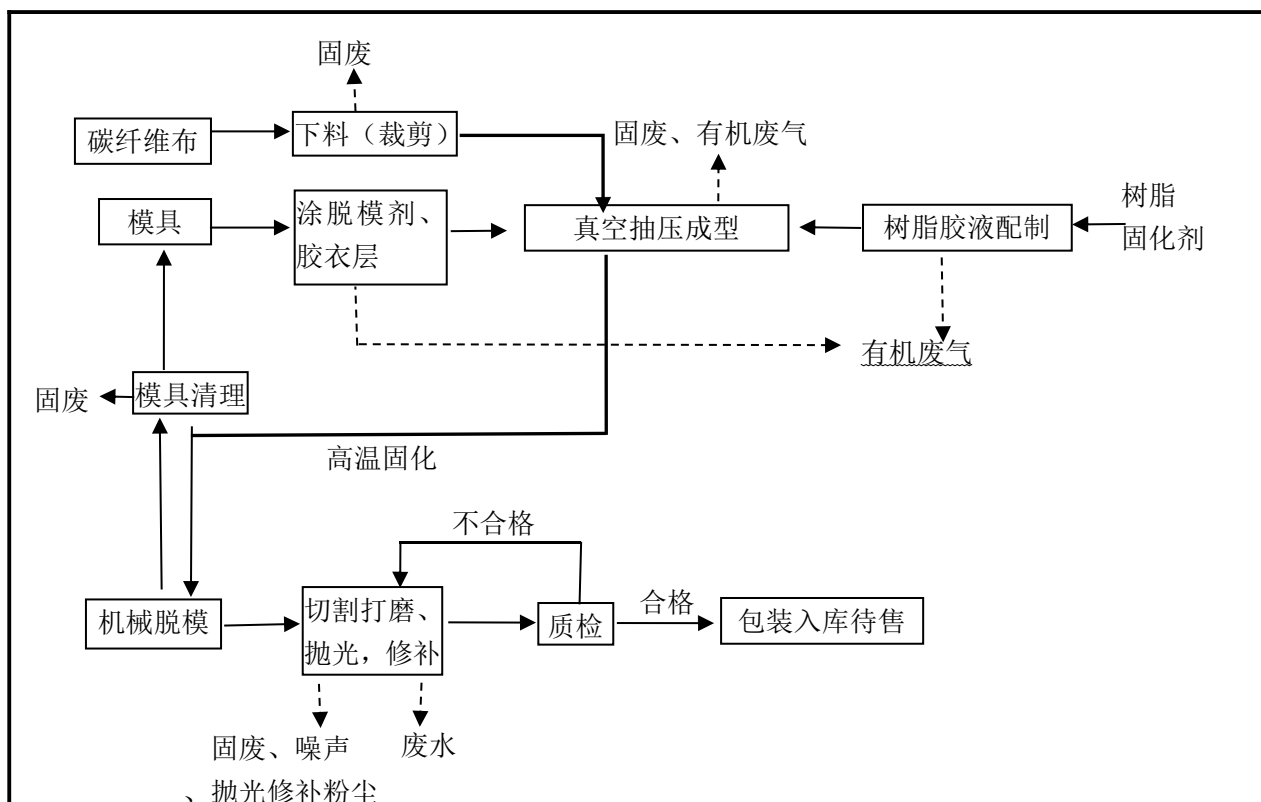 固废
碳纤维布
下料（裁剪）
固废、有机废气
模具
涂脱模剂、
胶衣层
真空抽压成型
树脂胶液配制
树脂
固化剂
有机废气
固废
模具清理
高温固化
不合格
机械脱模
切割打磨、
抛光，修补
质检
合格
包装入库待售
固废、噪声
、抛光修补粉尘
废水